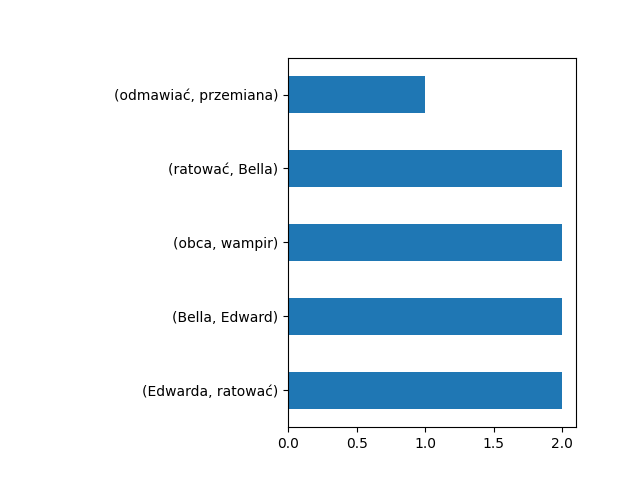 (odmawiać, przemiana)
(ratować, Bella)
(obca, wampir)
(Bella, Edward)
(Edwarda, ratować)
0.0 0.5 1.0 1.5 2.0